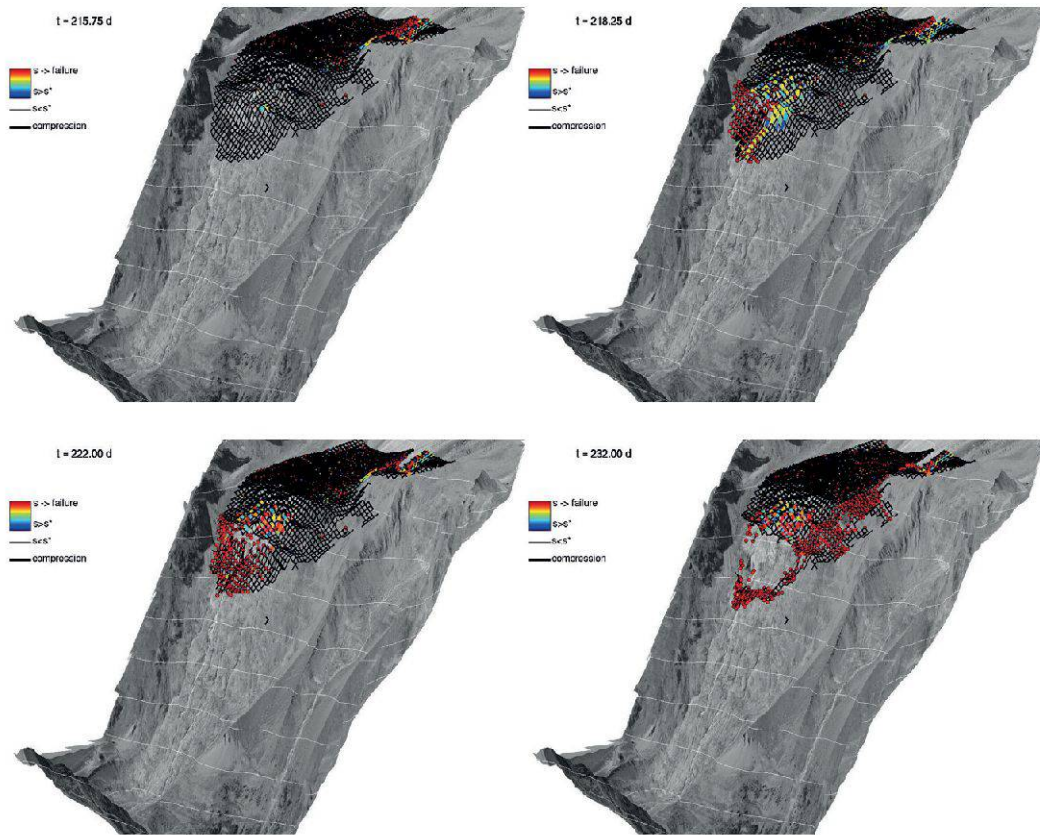 t = 215.75 d
s -> failure
s>s*
s<s*
compression
t = 218.25 d
s -> failure
s>s*
s<s*
compression
t = 222.00 d
s -> failure
s>s*
s<s*
compression
t = 232.00 d
s -> failure
s>s*
s<s*
compression